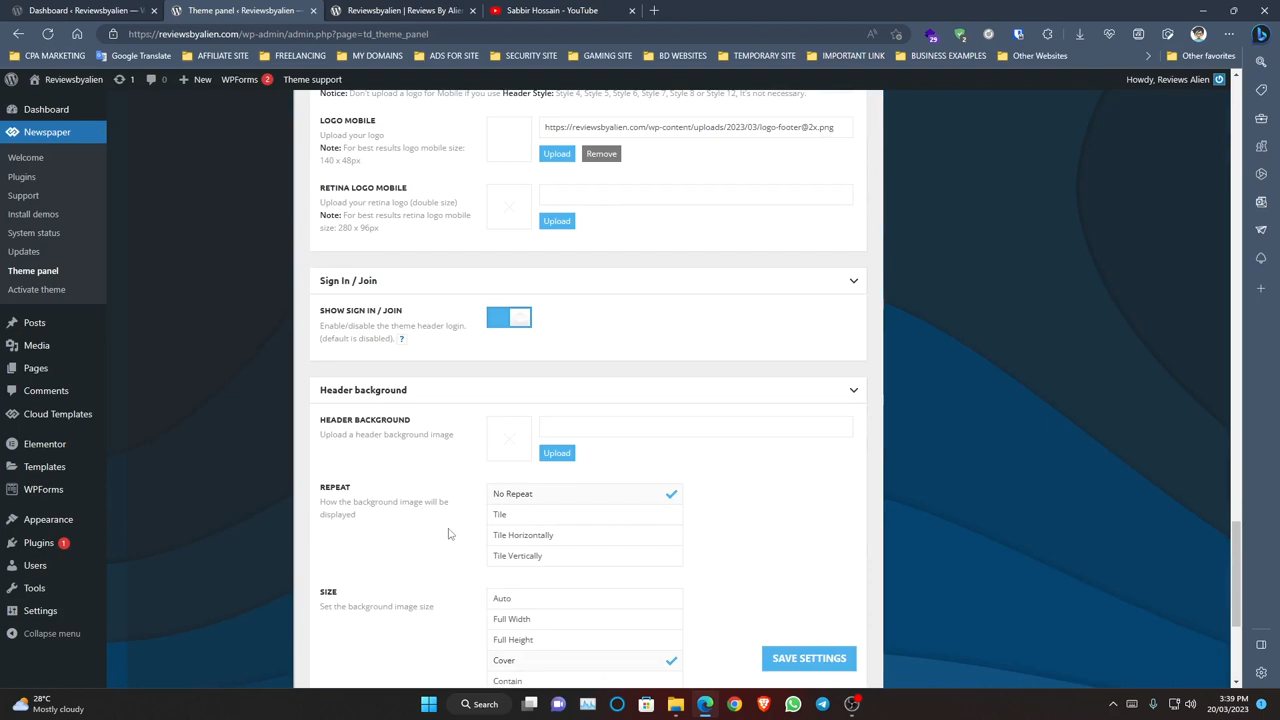 Dashboard ‹ Reviewsbyalien — W
Theme panel ‹ Reviewsbyalien — W
Reviewsbyalien | Reviews By Alien
Sabbir Hossain - YouTube
https://reviewsbyalien.com/wp-admin/admin.php?page=td_theme_panel
CPA MARKETING
Google Translate
AFFILIATE SITE
FREELANCING
MY DOMAINS
ADS FOR SITE
SECURITY SITE
GAMING SITE
BD WEBSITES
TEMPORARY SITE
IMPORTANT LINK
BUSINESS EXAMPLES
Other Websites
Other favorites
Reviewsbyalien
1
0
New
WPForms 2
Theme support
Howdy, Reviews Alien
Dashboard
Newspaper
Welcome
Plugins
Support
Install demos
System status
Updates
Theme panel
Activate theme
Posts
Media
Pages
Comments
Cloud Templates
Elementor
Templates
WPForms
Appearance
Plugins 1
Users
Tools
Settings
Collapse menu
Notice: Don't upload a logo for Mobile if you use Header Style: Style 4, Style 5, Style 6, Style 7, Style 8 or Style 12, It's not necessary.
LOGO MOBILE
Upload your logo
Note: For best results logo mobile size:
140 x 48px
https://reviewsbyalien.com/wp-content/uploads/2023/03/logo-footer@2x.png
Upload
Remove
RETINA LOGO MOBILE
Upload your retina logo (double size)
Note: For best results retina logo mobile
size: 280 x 96px
Upload
Sign In / Join
SHOW SIGN IN / JOIN
Enable/disable the theme header login.
(default is disabled). ?
Header background
HEADER BACKGROUND
Upload a header background image
Upload
REPEAT
How the background image will be
displayed
No Repeat
Tile
Tile Horizontally
Tile Vertically
SIZE
Set the background image size
Auto
Full Width
Full Height
Cover
Contain
SAVE SETTINGS
28°C
Mostly cloudy
Search
3:39 PM
20/03/2023